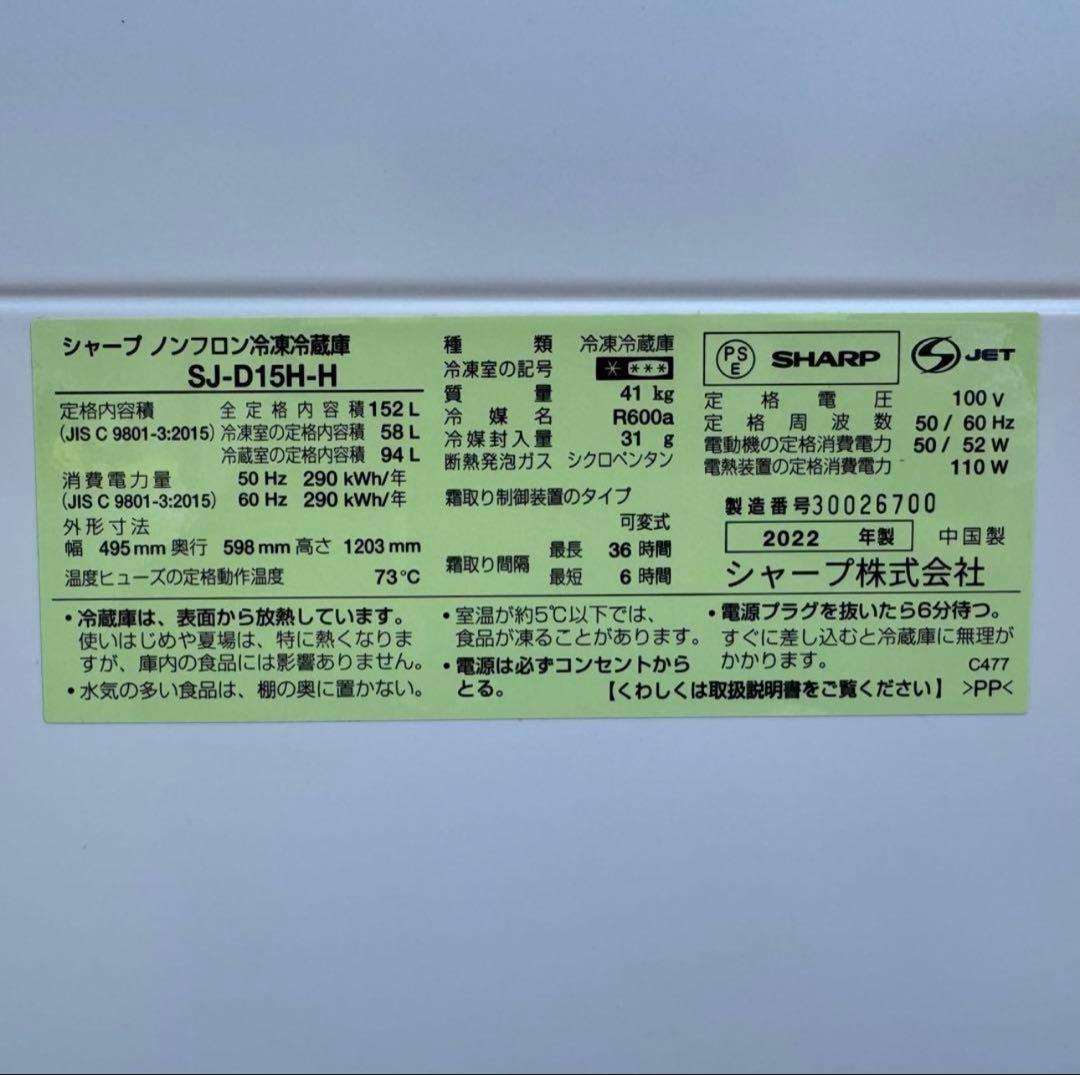 シャープ ノンフロン冷凍冷蔵庫
SJ-D15H-H
定格内容積 全定格内容積 152 L
(JIS C 9801-3:2015) 冷凍室の定格内容積 58 L
冷蔵室の定格内容積 94 L
消費電力量 50 Hz 290 kWh/年
(JIS C 9801-3:2015) 60 Hz 290 kWh/年
外形寸法
幅 495 mm 奥行 598 mm 高さ 1203 mm
温度ヒューズの定格動作温度 73℃
種類 冷凍冷蔵庫
冷凍室の記号 * ***
質量 41 kg
冷媒名 R600a
冷媒封入量 31 g
断熱発泡ガス シクロペンタン
霜取り制御装置のタイプ
可変式
霜取り間隔 最長 36 時間
最短 6 時間
PSE SHARP S JET
定格電圧 100 V
定格周波数 50 / 60 Hz
電動機の定格消費電力 50 / 52 W
電熱装置の定格消費電力 110 W
製造番号 30026700
2022 年製 中国製
シャープ株式会社
・冷蔵庫は、表面から放熱しています。
使いはじめや夏場は、特に熱くなりま
すが、庫内の食品には影響ありません。
・水気の多い食品は、棚の奥に置かない。
・室温が約5℃以下では、
食品が凍ることがあります。
・電源は必ずコンセントから
とる。
・電源プラグを抜いたら6分待つ。
すぐに差し込むと冷蔵庫に無理が
かかります。 C477
【くわしくは取扱説明書をご覧ください】 >PP<